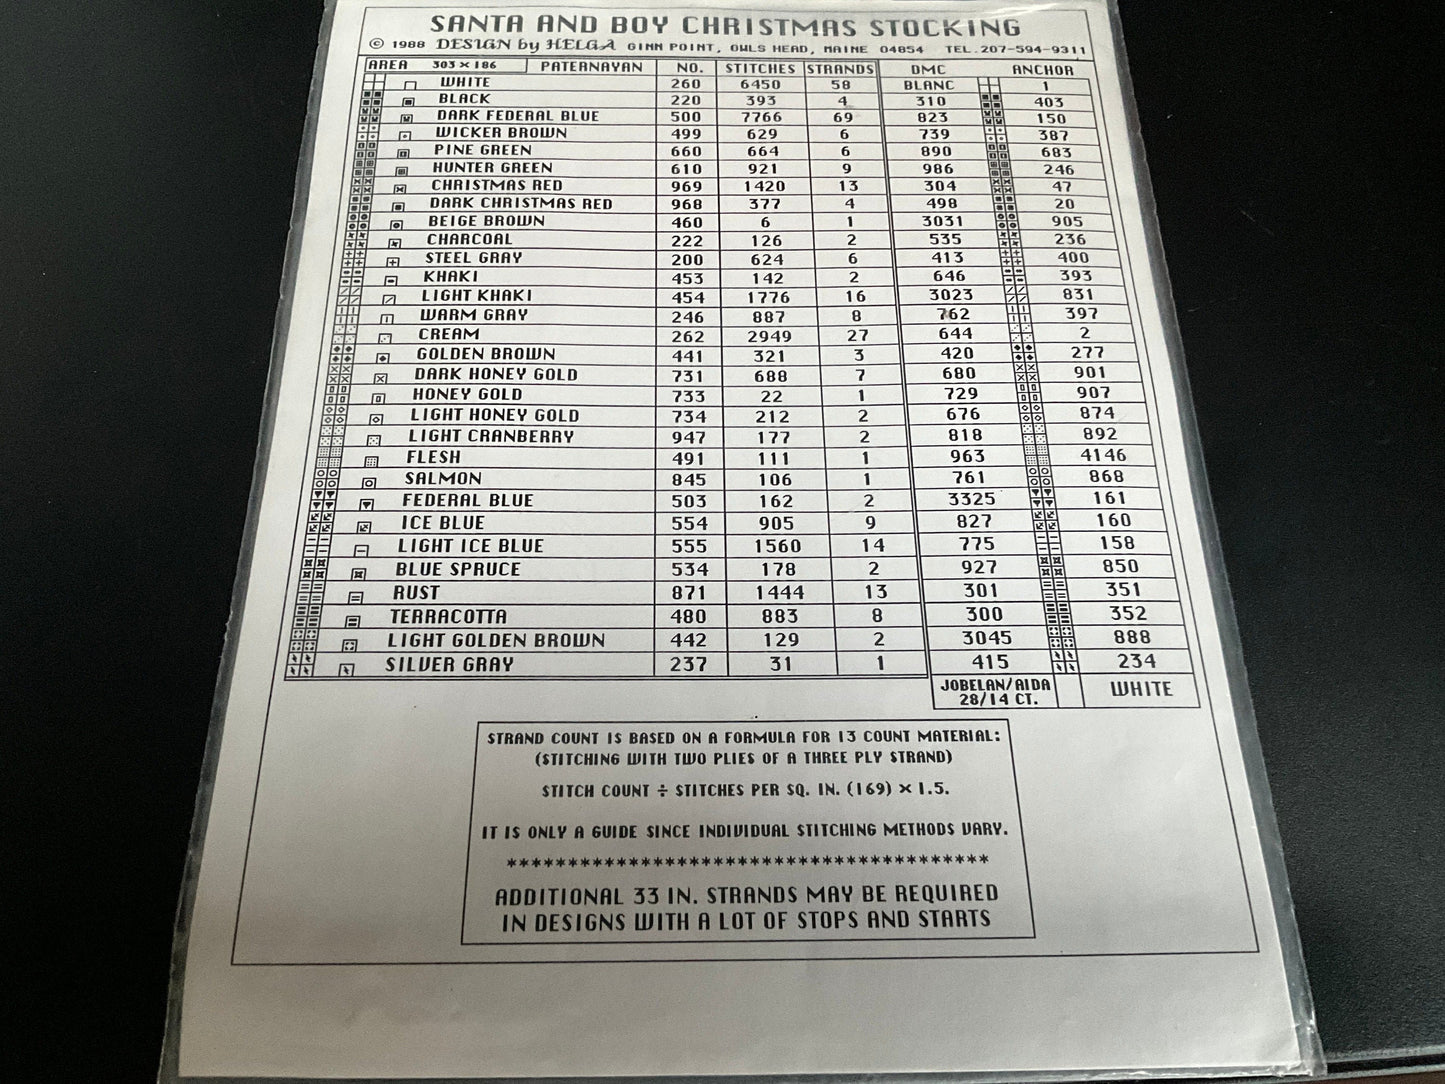 SANTA AND BOY CHRISTMAS STOCKING
© 1988 DESIGN by HELGA GINN POINT, OWLS HEAD, MAINE 04854 TEL.207-594-9311
AREA 303 × 186 PATERNAYAN NO. STITCHES STRANDS DMC ANCHOR
WHITE 260 6450 58 BLANC 1
BLACK 220 393 4 310 403
DARK FEDERAL BLUE 500 7766 69 823 150
WICKER BROWN 499 629 6 739 387
PINE GREEN 660 664 6 890 683
HUNTER GREEN 610 921 9 986 246
CHRISTMAS RED 969 1420 13 304 47
DARK CHRISTMAS RED 968 377 4 498 20
BEIGE BROWN 460 6 1 3031 905
CHARCOAL 222 126 2 535 236
STEEL GRAY 200 624 6 413 400
KHAKI 453 142 2 646 393
LIGHT KHAKI 454 1776 16 3023 831
WARM GRAY 246 887 8 762 397
CREAM 262 2949 27 644 2
GOLDEN BROWN 441 321 3 420 277
DARK HONEY GOLD 731 688 7 680 901
HONEY GOLD 733 22 1 729 907
LIGHT HONEY GOLD 734 212 2 676 874
LIGHT CRANBERRY 947 177 2 818 892
FLESH 491 111 1 963 4146
SALMON 845 106 1 761 868
FEDERAL BLUE 503 162 2 3325 161
ICE BLUE 554 905 9 827 160
LIGHT ICE BLUE 555 1560 14 775 158
BLUE SPRUCE 534 178 2 927 850
RUST 871 1444 13 301 351
TERRACOTTA 480 883 8 300 352
LIGHT GOLDEN BROWN 442 129 2 3045 888
SILVER GRAY 237 31 1 415 234
JOBELAN/AIDA WHITE
28/14 CT.
STRAND COUNT IS BASED ON A FORMULA FOR 13 COUNT MATERIAL:
(STITCHING WITH TWO PLIES OF A THREE PLY STRAND)
STITCH COUNT ÷ STITCHES PER SQ. IN. (169) × 1.5.
IT IS ONLY A GUIDE SINCE INDIVIDUAL STITCHING METHODS VARY.
***************************************
ADDITIONAL 33 IN. STRANDS MAY BE REQUIRED
IN DESIGNS WITH A LOT OF STOPS AND STARTS